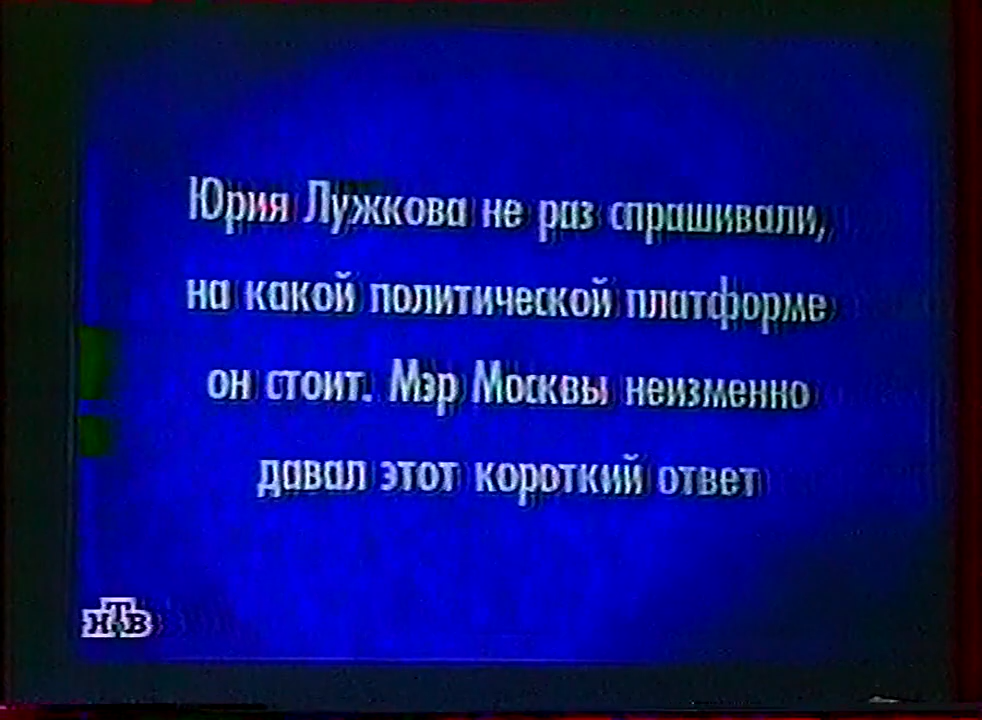 Юрия Лужкова не раз спрашивали,
на какой политической платформе
он стоит. Мэр Москвы неизменно
давал этот короткий ответ
НТВ